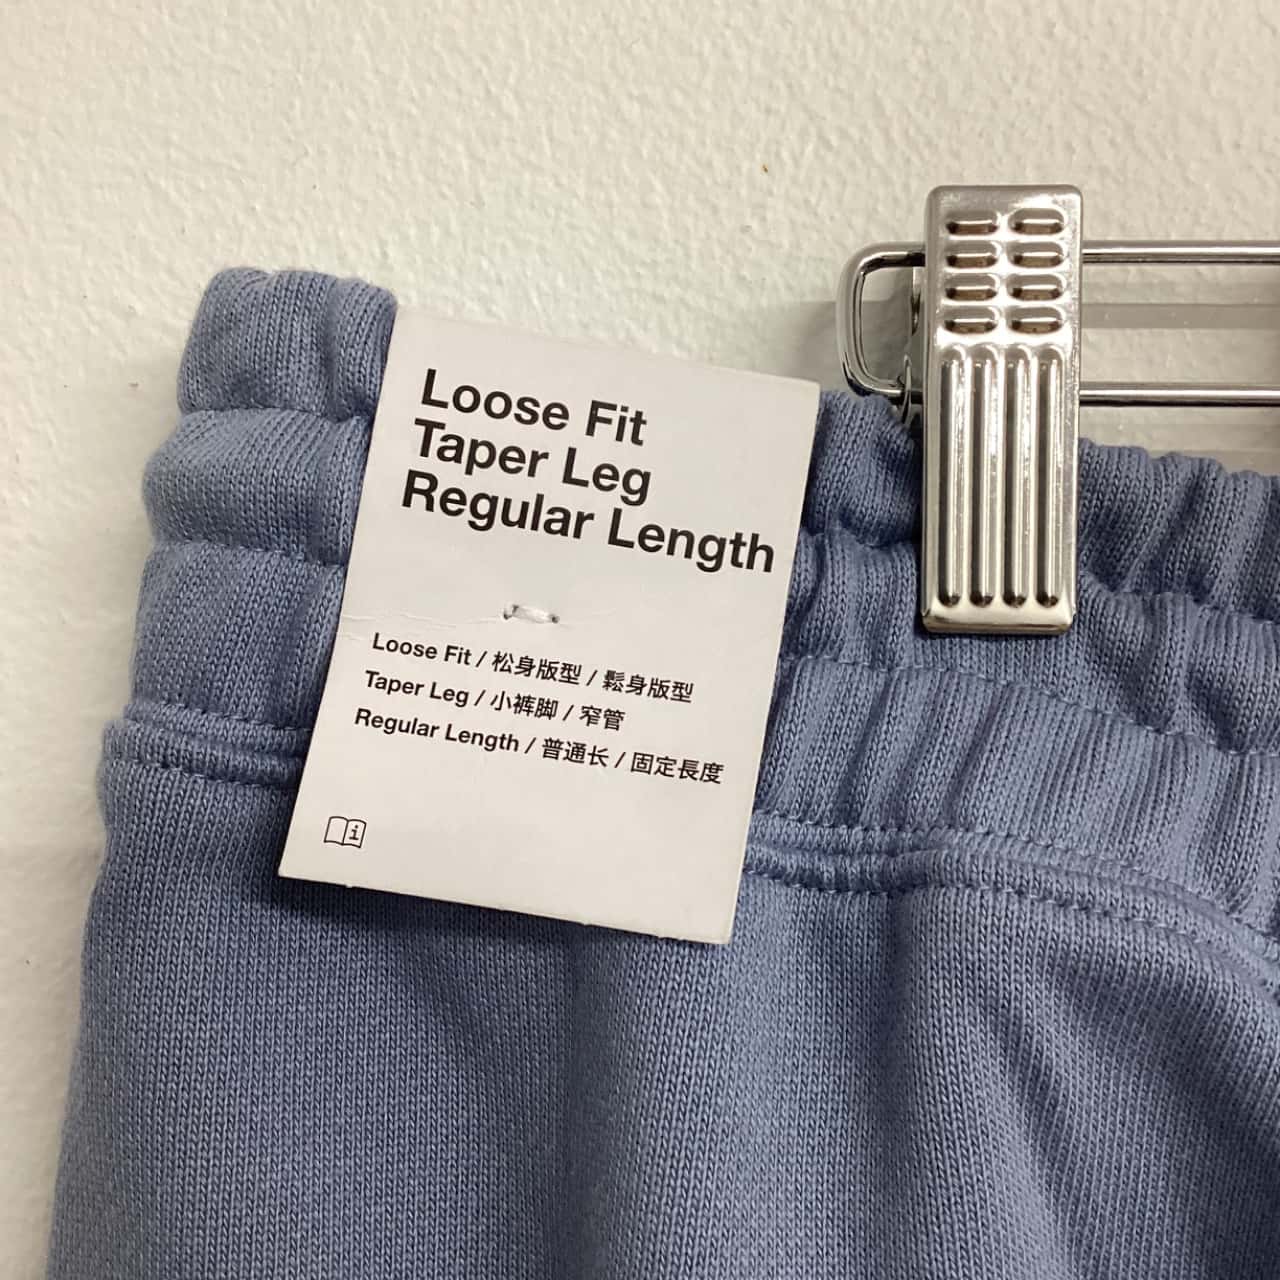 Loose Fit
Taper Leg
Regular Length
Loose Fit / 松身版型 / 鬆身版型
Taper Leg / 小裤脚 / 窄管
Regular Length / 普通长 / 固定長度
i